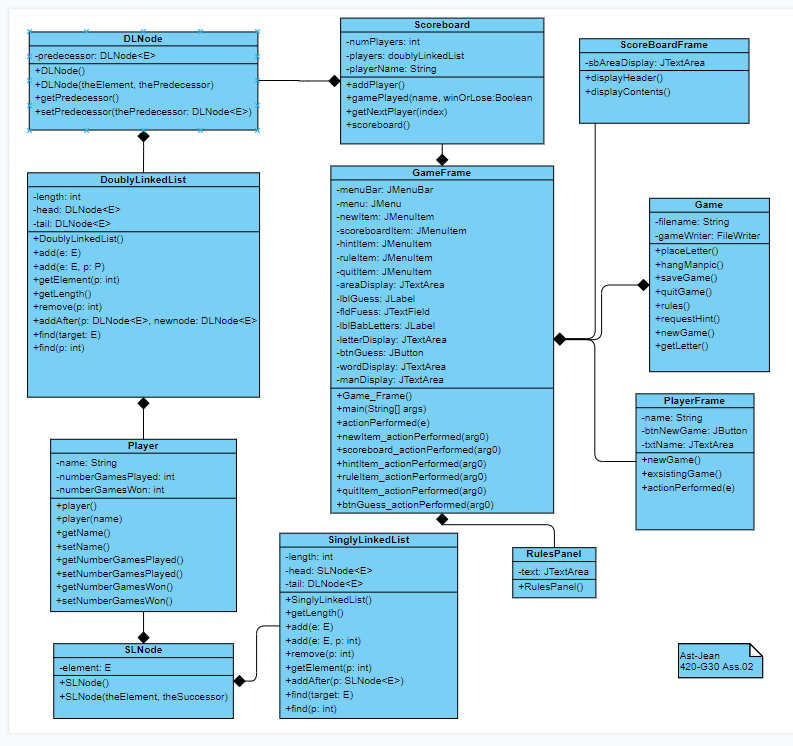 DLNode
-predecessor: DLNode<E>
+DLNode()
+DLNode(theElement, thePredecessor)
+getPredecessor()
+setPredecessor(thePredecessor: DLNode<E>)
Scoreboard
-numPlayers: int
-players: doublyLinkedList
-playerName: String
+addPlayer()
+gamePlayed(name, winOrLose:Boolean
+getNextPlayer(index)
+scoreboard()
ScoreBoardFrame
-sbAreaDisplay: JTextArea
+displayHeader()
+displayContents()
DoublyLinkedList
-length: int
-head: DLNode<E>
-tail: DLNode<E>
+DoublyLinkedList()
+add(e: E)
+add(e: E, p: P)
+getElement(p: int)
+getLength()
+remove(p: int)
+addAfter(p: DLNode<E>, newnode: DLNode<E>
+find(target: E)
+find(p: int)
GameFrame
-menuBar: JMenuBar
-menu: JMenu
-newItem: JMenuItem
-scoreboardItem: JMenuItem
-hintItem: JMenuItem
-ruleItem: JMenuItem
-quitItem: JMenuItem
-areaDisplay: JTextArea
-lblGuess: JLabel
-fldFuess: JTextField
-lblBabLetters: JLabel
-letterDisplay: JTextArea
-btnGuess: JButton
-wordDisplay: JTextArea
-manDisplay: JTextArea
+Game_Frame()
+main(String[] args)
+actionPerformed(e)
+newItem_actionPerformed(arg0)
+scoreboard_actionPerformed(arg0)
+hintItem_actionPerformed(arg0)
+ruleItem_actionPerformed(arg0)
+quitItem_actionPerformed(arg0)
+btnGuess_actionPerformed(arg0)
Game
-filename: String
-gameWriter: FileWriter
+placeLetter()
+hangManpic()
+saveGame()
+quitGame()
+rules()
+requestHint()
+newGame()
+getLetter()
PlayerFrame
-name: String
-btnNewGame: JButton
-txtName: JTextArea
+newGame()
+exsistingGame()
+actionPerformed(e)
Player
-name: String
-numberGamesPlayed: int
-numberGamesWon: int
+player()
+player(name)
+getName()
+setName()
+getNumberGamesPlayed()
+setNumberGamesPlayed()
+getNumberGamesWon()
+setNumberGamesWon()
SinglyLinkedList
-length: int
-head: SLNode<E>
-tail: DLNode<E>
+SinglyLinkedList()
+getLength()
+add(e: E)
+add(e: E, p: int)
+remove(p: int)
+getElement(p: int)
+addAfter(p: SLNode<E>)
+find(target: E)
+find(p: int)
RulesPanel
-text: JTextArea
+RulesPanel()
SLNode
-element: E
+SLNode()
+SLNode(theElement, theSuccessor)
Ast-Jean
420-G30 Ass.02